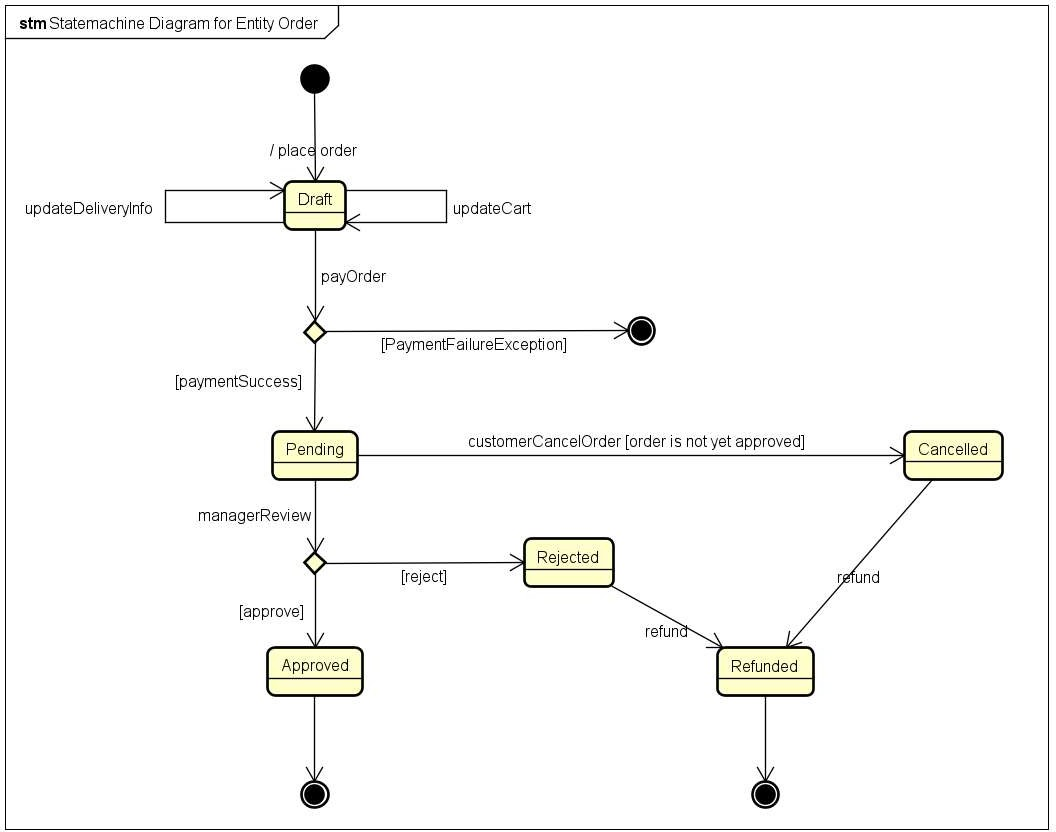 stm Statemachine Diagram for Entity Order
/ place order
Draft
updateDeliveryInfo
updateCart
payOrder
[PaymentFailureException]
[paymentSuccess]
customerCancelOrder [order is not yet approved]
Pending
Cancelled
managerReview
Rejected
[reject]
refund
[approve]
refund
Approved
Refunded